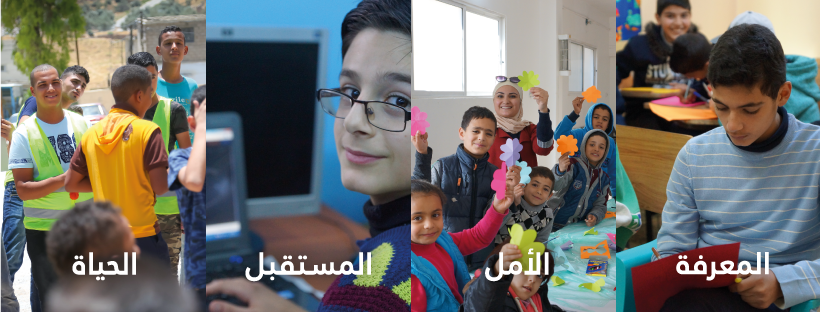 المعرفة
الأمل
المستقبل
الحياة